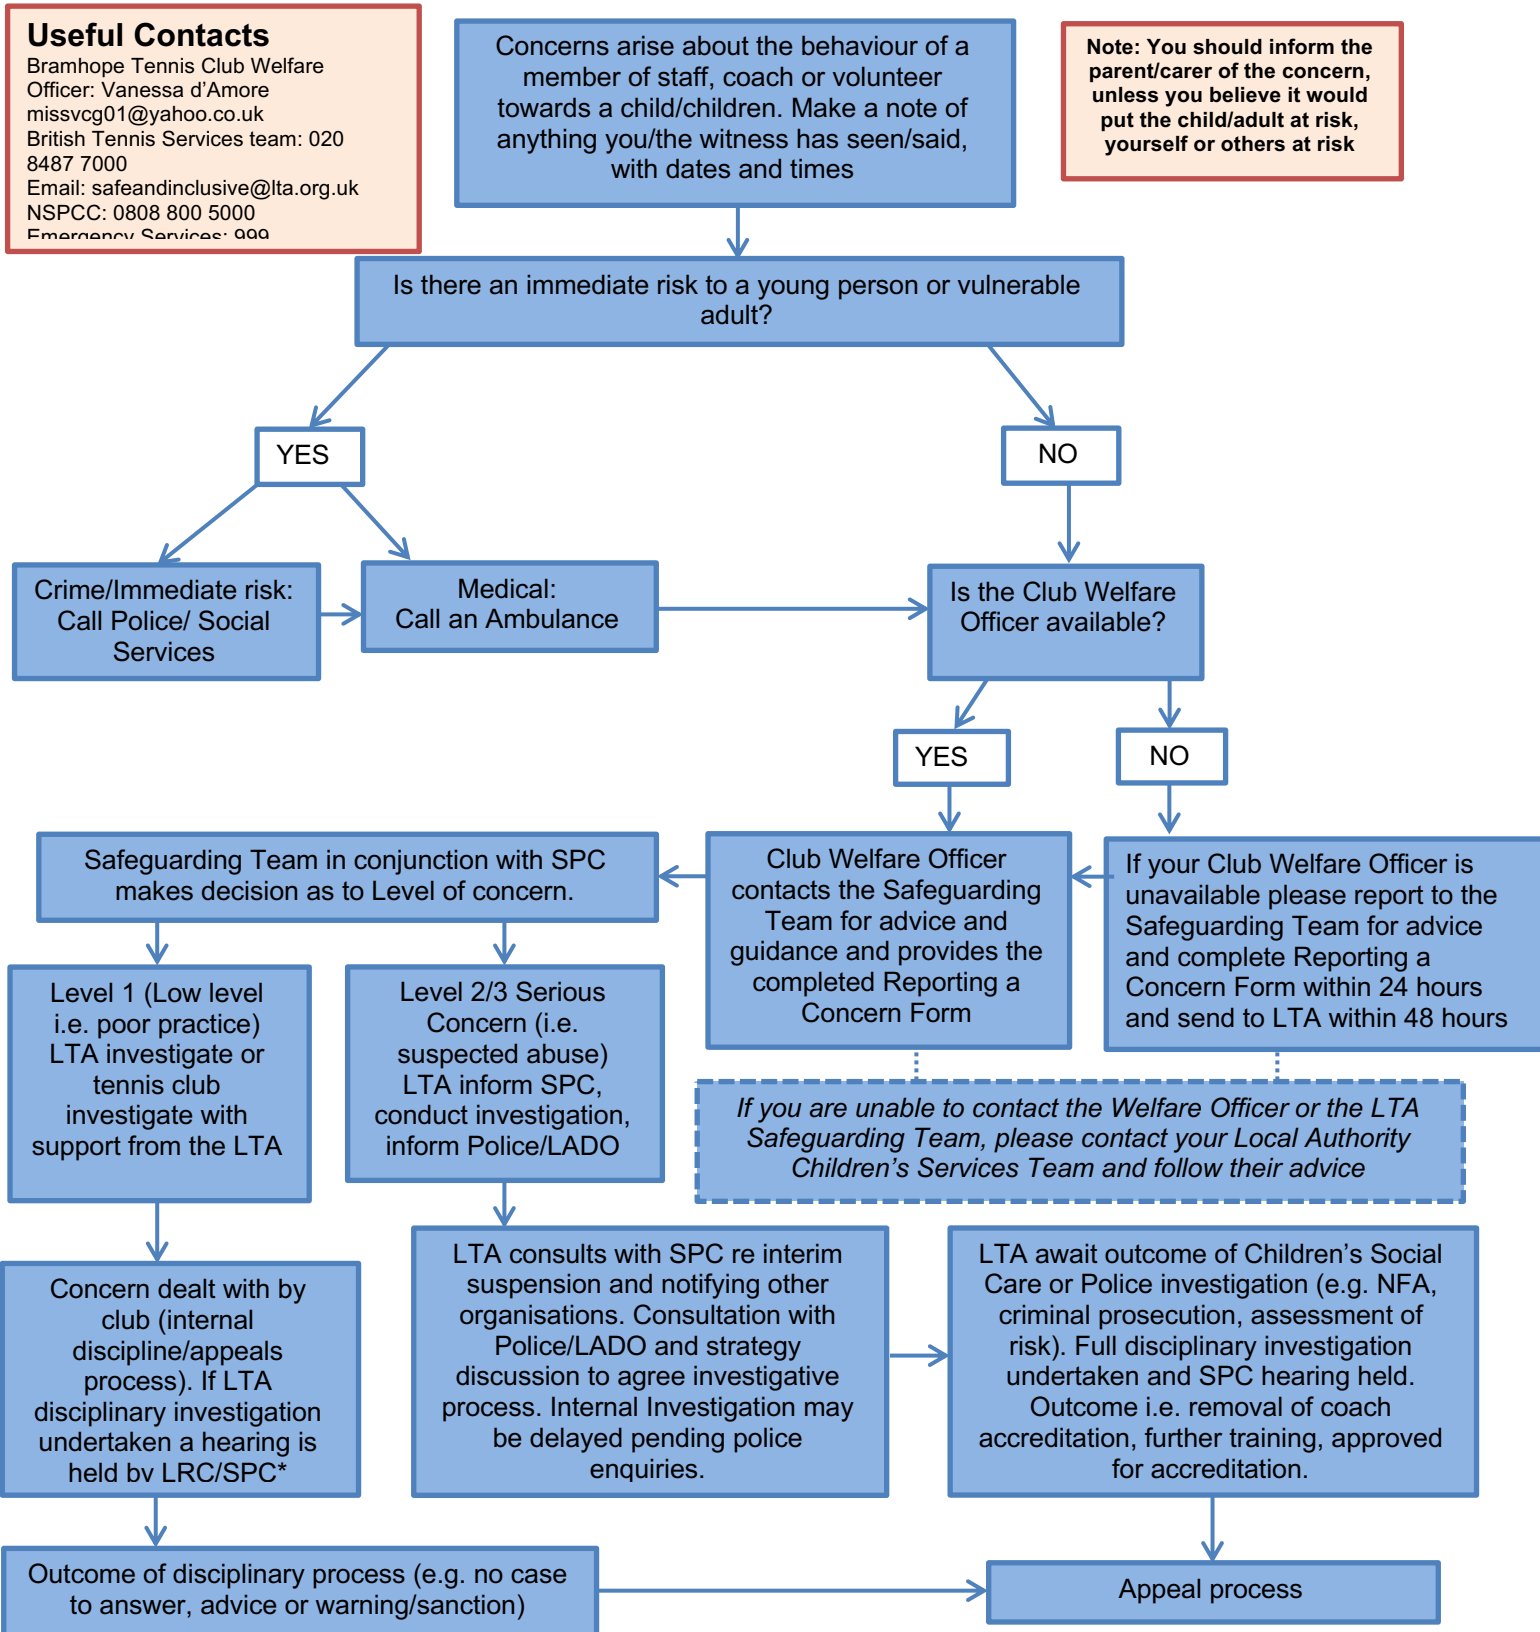 Useful Contacts
Bramhope Tennis Club Welfare
Officer: Vanessa d'Amore
missvcg01@yahoo.co.uk
British Tennis Services team: 020
8487 7000
Email: safeandinclusive@lta.org.uk
NSPCC: 0808 800 5000
Emergency Services: 999
Concerns arise about the behaviour of a
member of staff, coach or volunteer
towards a child/children. Make a note of
anything you/the witness has seen/said,
with dates and times
Note: You should inform the
parent/carer of the concern,
unless you believe it would
put the child/adult at risk,
yourself or others at risk
Is there an immediate risk to a young person or vulnerable
adult?
YES
NO
Crime/Immediate risk:
Call Police/ Social
Services
Medical:
Call an Ambulance
Is the Club Welfare
Officer available?
YES
NO
Safeguarding Team in conjunction with SPC
makes decision as to Level of concern.
Club Welfare Officer
contacts the Safeguarding
Team for advice and
guidance and provides the
completed Reporting a
Concern Form
If your Club Welfare Officer is
unavailable please report to the
Safeguarding Team for advice
and complete Reporting a
Concern Form within 24 hours
and send to LTA within 48 hours
Level 1 (Low level
i.e. poor practice)
LTA investigate or
tennis club
investigate with
support from the LTA
Level 2/3 Serious
Concern (i.e.
suspected abuse)
LTA inform SPC,
conduct investigation,
inform Police/LADO
If you are unable to contact the Welfare Officer or the LTA
Safeguarding Team, please contact your Local Authority
Children's Services Team and follow their advice
Concern dealt with by
club (internal
discipline/appeals
process). If LTA
disciplinary investigation
undertaken a hearing is
held by LRC/SPC*
LTA consults with SPC re interim
suspension and notifying other
organisations. Consultation with
Police/LADO and strategy
discussion to agree investigative
process. Internal Investigation may
be delayed pending police
enquiries.
LTA await outcome of Children's Social
Care or Police investigation (e.g. NFA,
criminal prosecution, assessment of
risk). Full disciplinary investigation
undertaken and SPC hearing held.
Outcome i.e. removal of coach
accreditation, further training, approved
for accreditation.
Outcome of disciplinary process (e.g. no case
to answer, advice or warning/sanction)
Appeal process